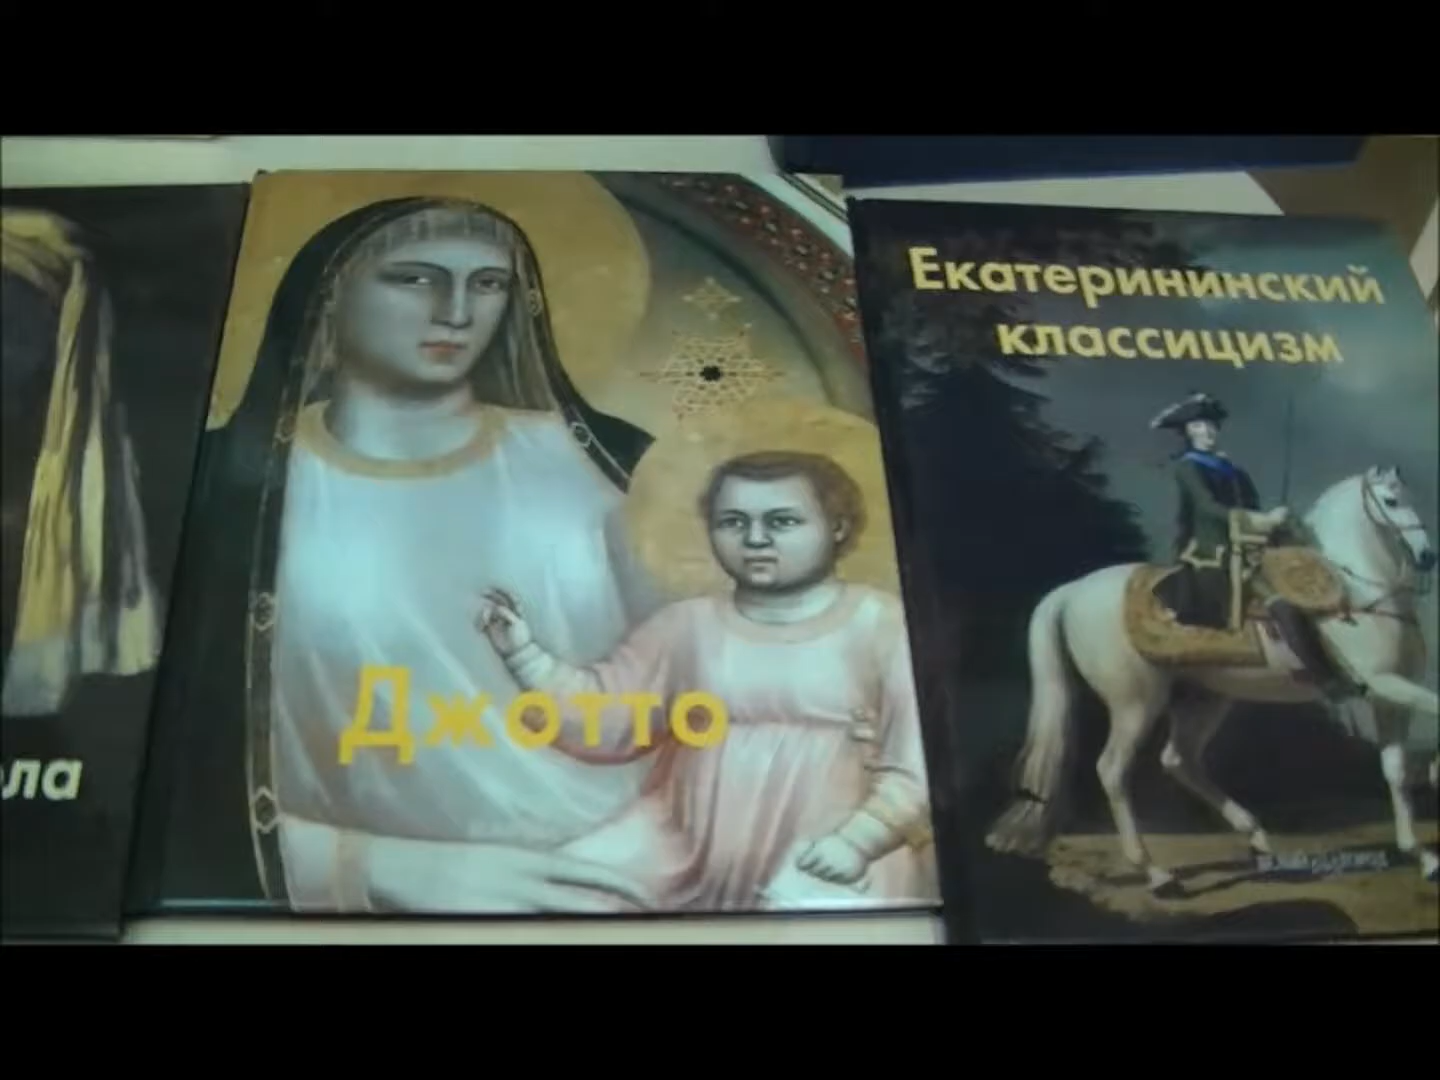 ла
Джотто
Екатерининский
классицизм